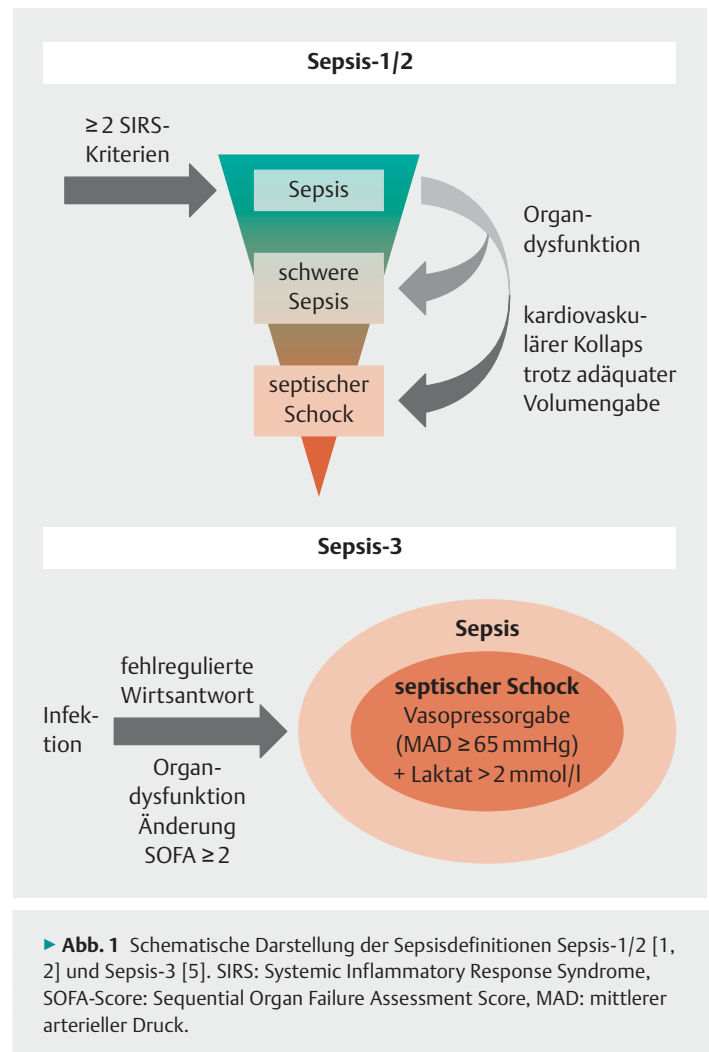 Sepsis-1/2
≥ 2 SIRS-
Kriterien
Sepsis
Organ-
dysfunktion
schwere
Sepsis
kardiovasku-
lärer Kollaps
trotz adäquater
Volumengabe
septischer
Schock
Sepsis-3
Infek-
tion
fehlregulierte
Wirtsantwort
Organ-
dysfunktion
Änderung
SOFA ≥ 2
Sepsis
septischer Schock
Vasopressorgabe
(MAD ≥ 65 mmHg)
+ Laktat > 2 mmol/l
► Abb. 1 Schematische Darstellung der Sepsisdefinitionen Sepsis-1/2 [1,
2] und Sepsis-3 [5]. SIRS: Systemic Inflammatory Response Syndrome,
SOFA-Score: Sequential Organ Failure Assessment Score, MAD: mittlerer
arterieller Druck.